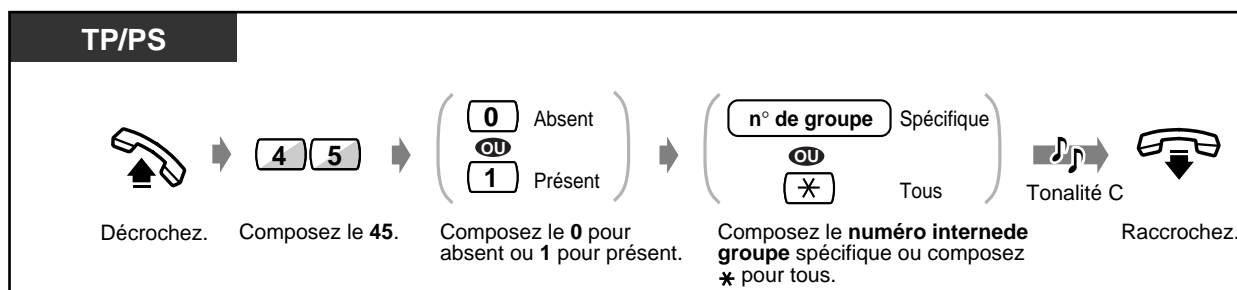 TP/PS
4 5
0 Absent
OU
1 Présent
n° de groupe Spécifique
OU
* Tous
Tonalité C
Décrochez.
Composez le 45.
Composez le 0 pour
absent ou 1 pour présent.
Composez le numéro internede
groupe spécifique ou composez
* pour tous.
Raccrochez.